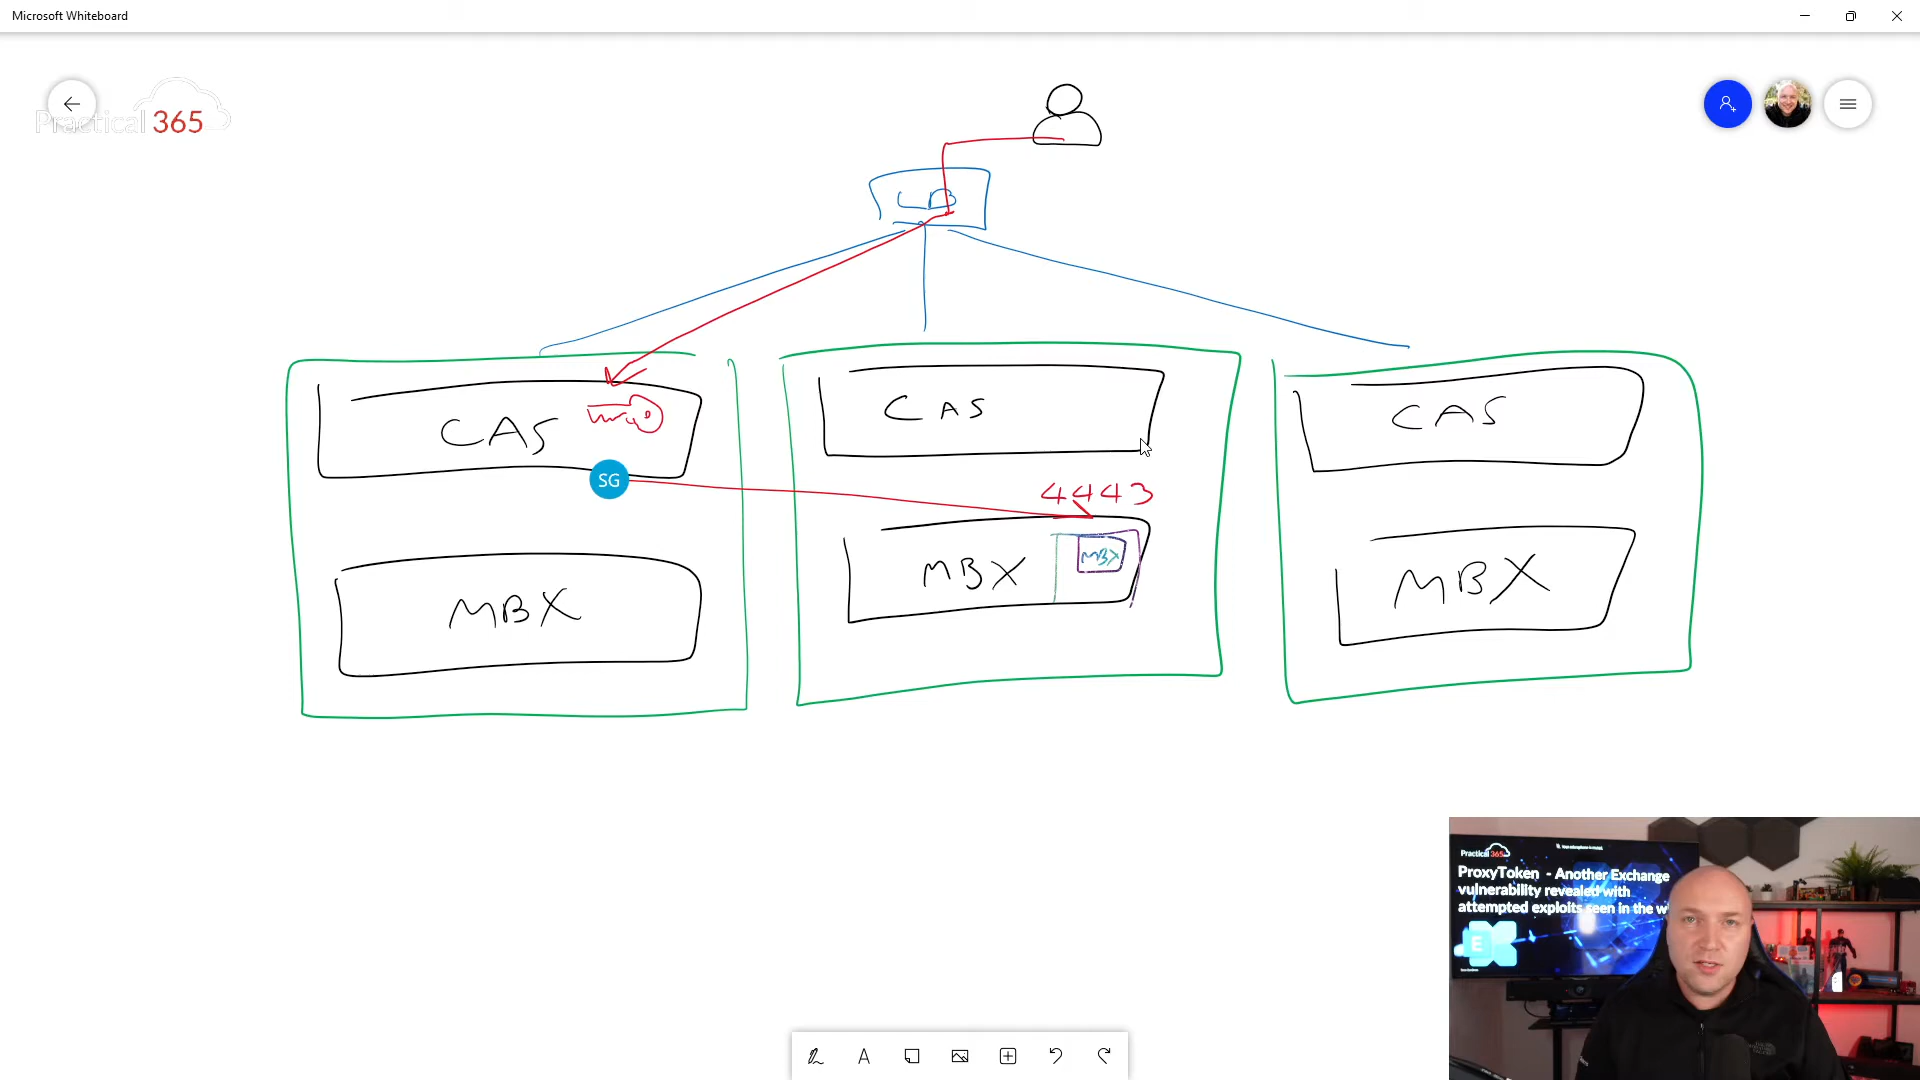 Microsoft Whiteboard
Practical 365
LB
CAS
CAS
CAS
SG
4443
MBX
MBX
MBX
MBX
Practical 365
ProxyToken - Another Exchange
vulnerability revealed with
attempted exploits seen in the w
E